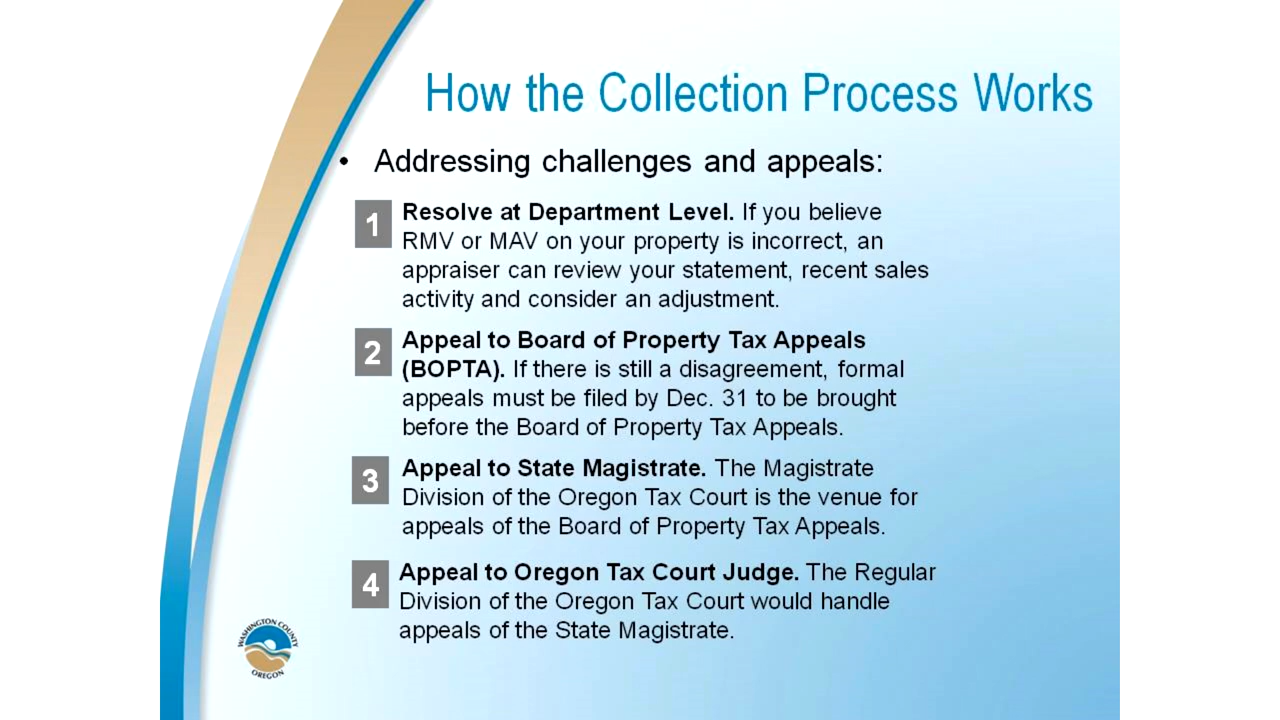 How the Collection Process Works
• Addressing challenges and appeals:
1 Resolve at Department Level. If you believe
RMV or MAV on your property is incorrect, an
appraiser can review your statement, recent sales
activity and consider an adjustment.
2 Appeal to Board of Property Tax Appeals
(BOPTA). If there is still a disagreement, formal
appeals must be filed by Dec. 31 to be brought
before the Board of Property Tax Appeals.
3 Appeal to State Magistrate. The Magistrate
Division of the Oregon Tax Court is the venue for
appeals of the Board of Property Tax Appeals.
4 Appeal to Oregon Tax Court Judge. The Regular
Division of the Oregon Tax Court would handle
appeals of the State Magistrate.
WASHINGTON COUNTY
OREGON